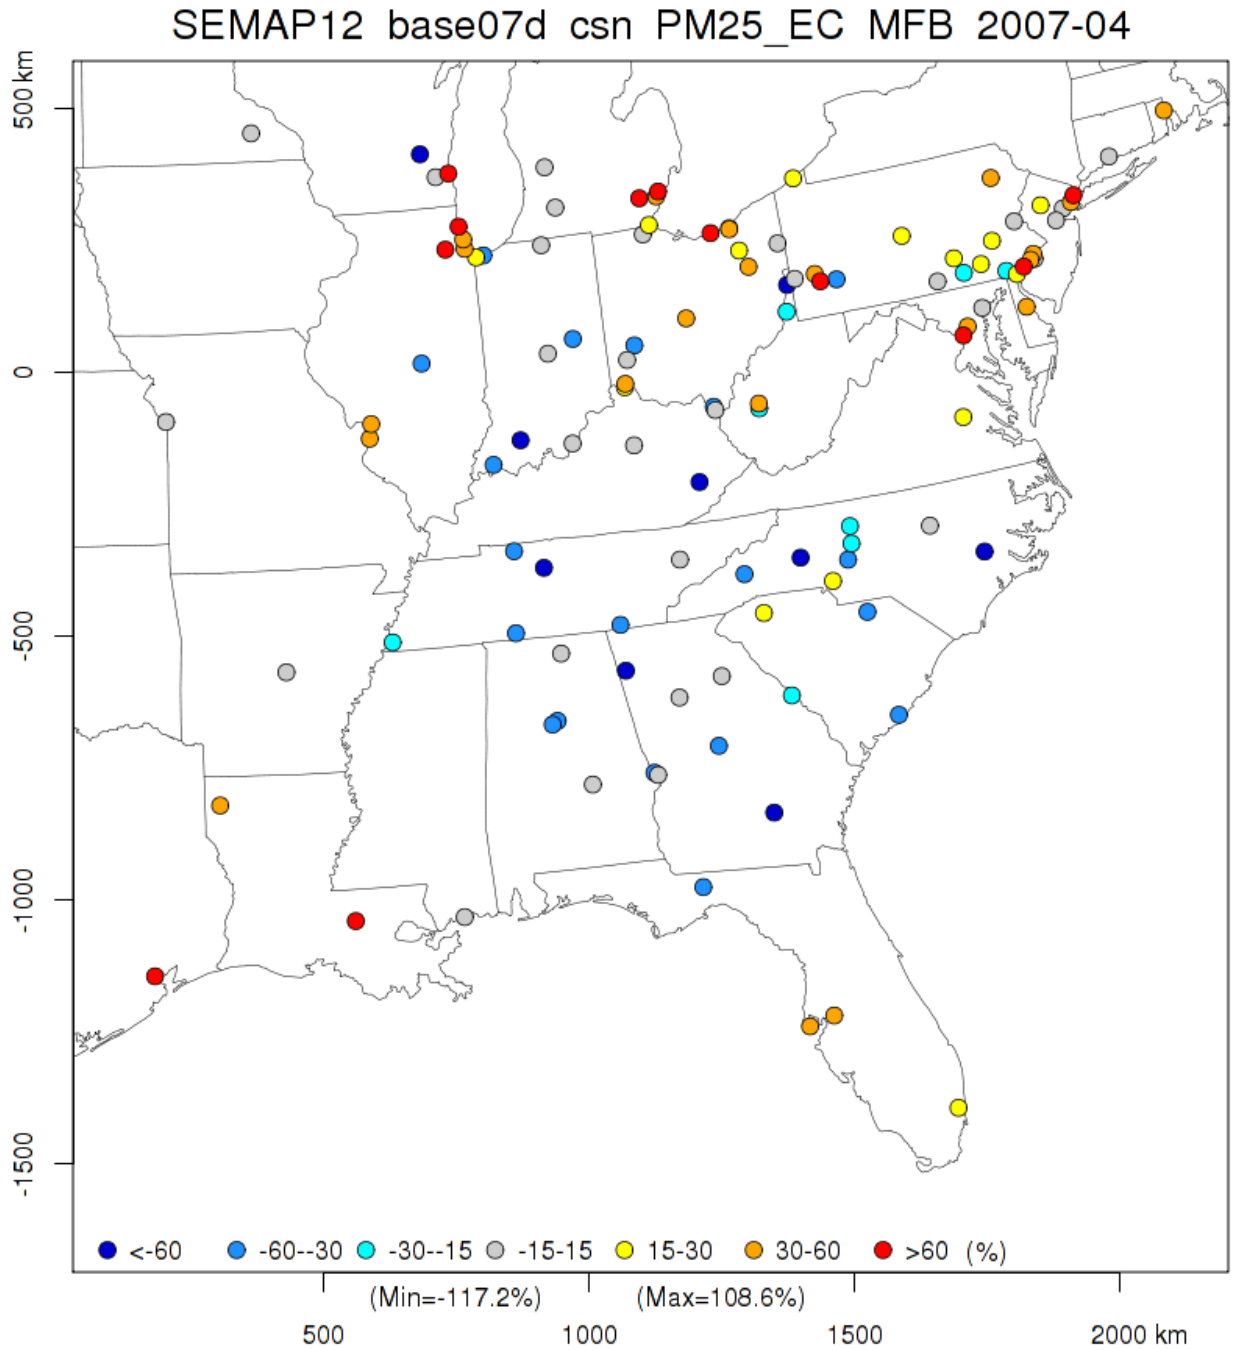 SEMAP12 base07d csn PM25_EC MFB 2007-04
500 km
0
-500
-1000
-1500
<-60 -60--30 -30--15 -15-15 15-30 30-60 >60 (%)
(Min=-117.2%) (Max=108.6%)
500 1000 1500 2000 km